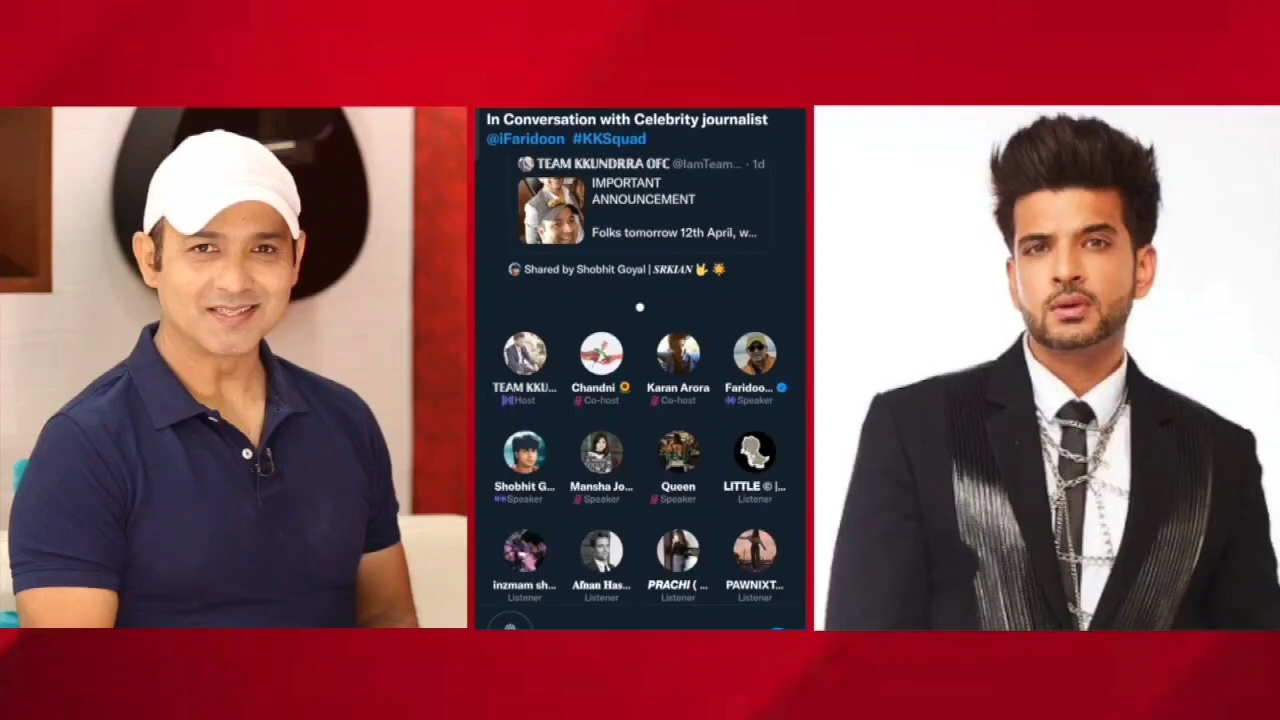 In Conversation with Celebrity journalist
@iFaridoon #KKSquad
TEAM KKUNDRRA OFC @IamTeam... · 1d
IMPORTANT
ANNOUNCEMENT
Folks tomorrow 12th April, w...
Shared by Shobhit Goyal | SRKIAN 🤟 ☀️
TEAM KKU... Chandni 🌻 Karan Arora Faridoo...
Host Co-host Co-host Speaker
Shobhit G... Mansha Jo... Queen LITTLE © |...
Speaker Speaker Speaker Listener
inzmam sh... Afnan Has... PRACHI ( ... PAWNIXT...
Listener Listener Listener Listener